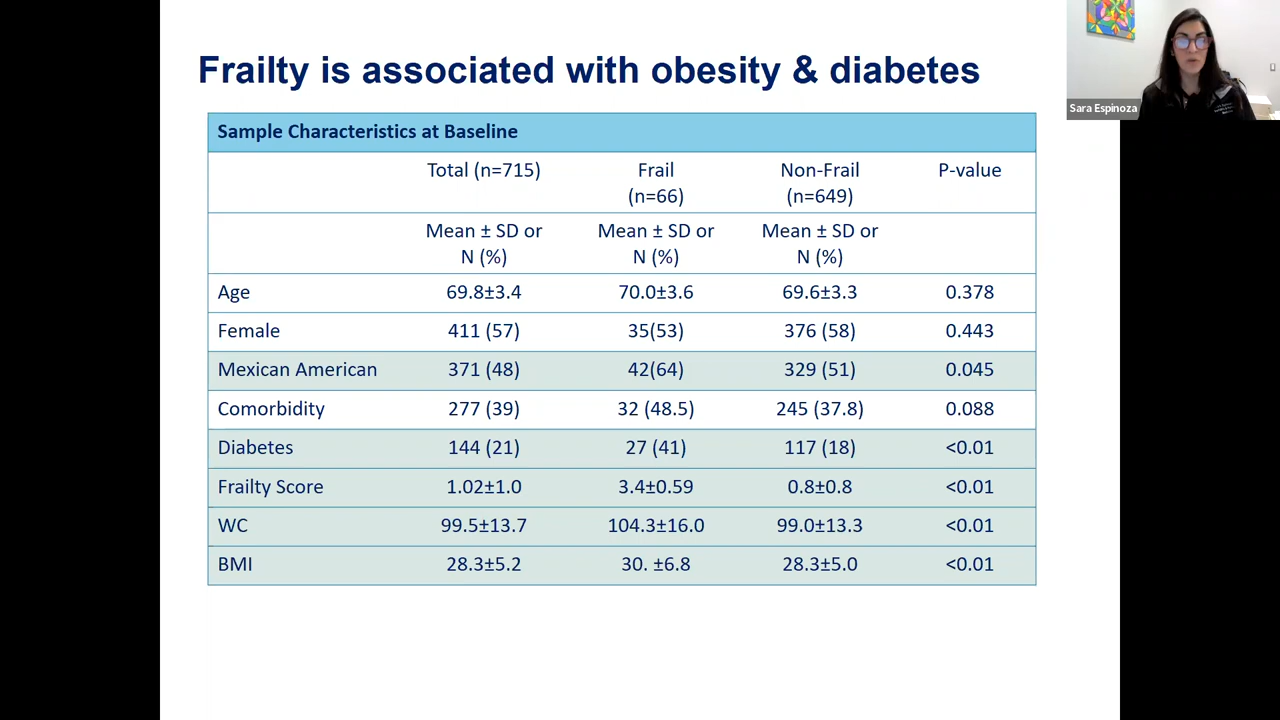 Frailty is associated with obesity & diabetes
Sara Espinoza
Sample Characteristics at Baseline
Total (n=715) Frail (n=66) Non-Frail (n=649) P-value
Mean ± SD or N (%) Mean ± SD or N (%) Mean ± SD or N (%)
Age 69.8±3.4 70.0±3.6 69.6±3.3 0.378
Female 411 (57) 35(53) 376 (58) 0.443
Mexican American 371 (48) 42(64) 329 (51) 0.045
Comorbidity 277 (39) 32 (48.5) 245 (37.8) 0.088
Diabetes 144 (21) 27 (41) 117 (18) <0.01
Frailty Score 1.02±1.0 3.4±0.59 0.8±0.8 <0.01
WC 99.5±13.7 104.3±16.0 99.0±13.3 <0.01
BMI 28.3±5.2 30. ±6.8 28.3±5.0 <0.01